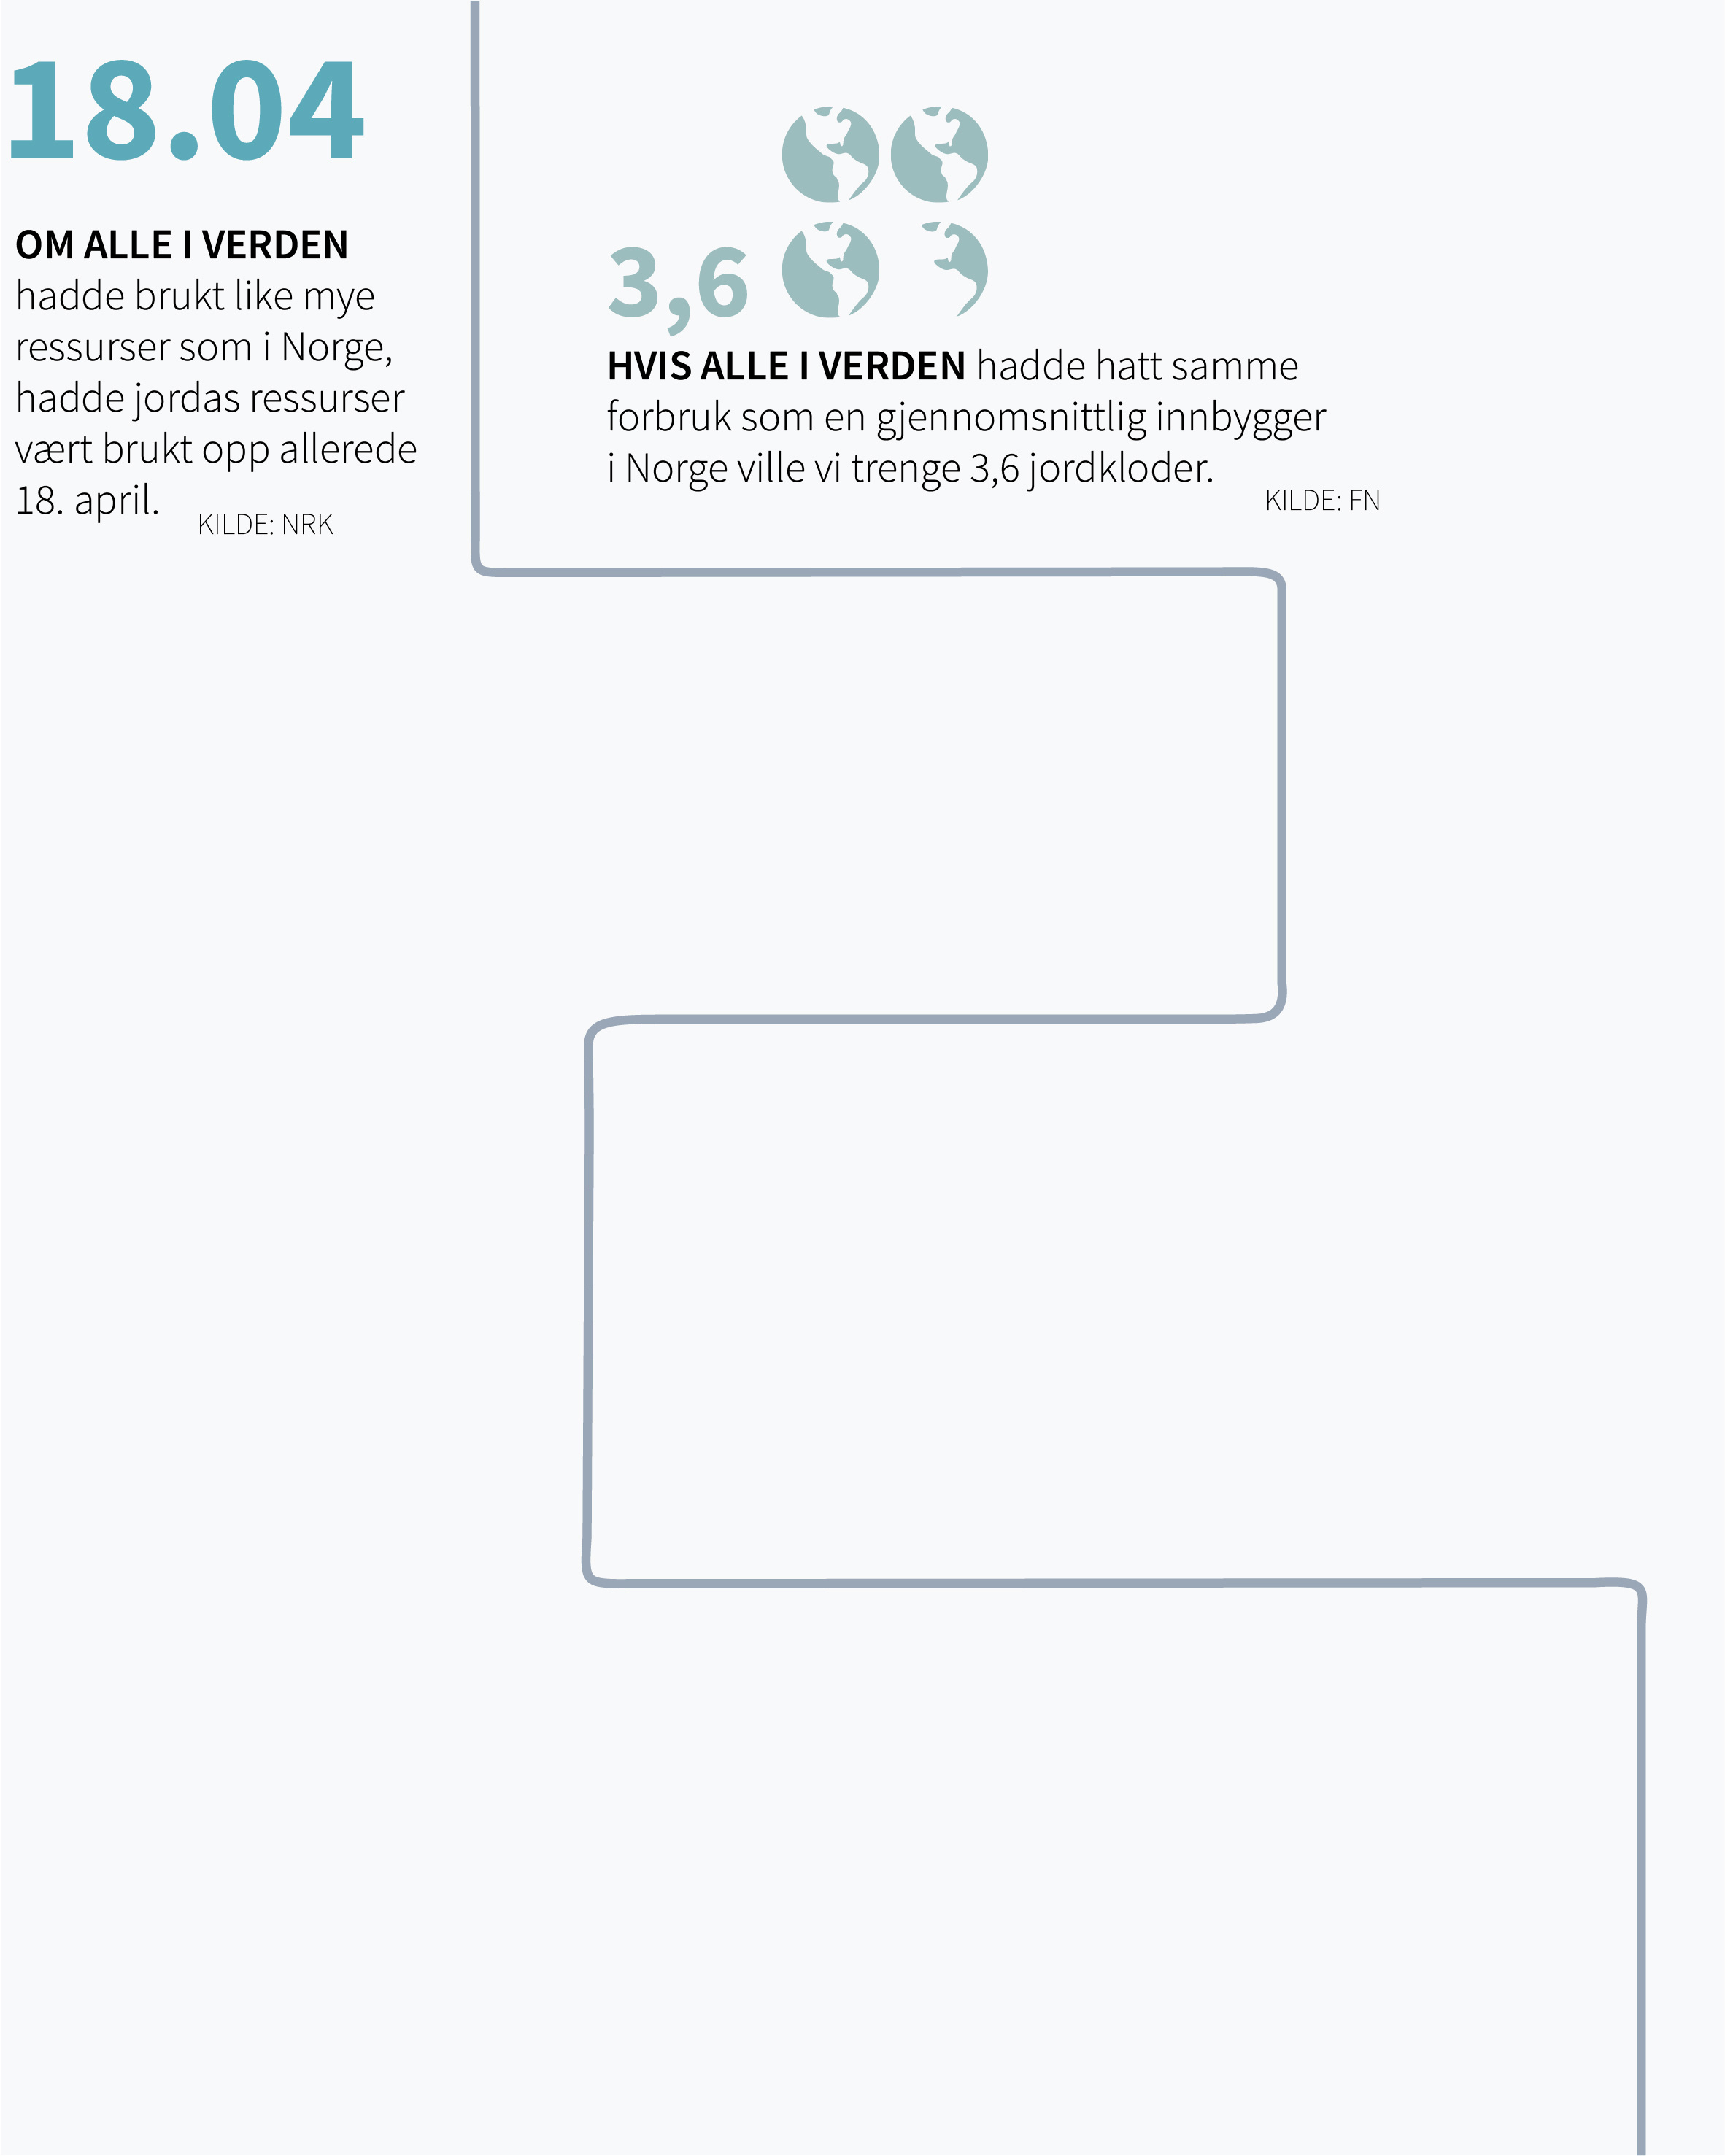 18.04
OM ALLE I VERDEN
hadde brukt like mye
ressurser som i Norge,
hadde jordas ressurser
vært brukt opp allerede
18. april.
KILDE: NRK
3,6
HVIS ALLE I VERDEN hadde hatt samme
forbruk som en gjennomsnittlig innbygger
i Norge ville vi trenge 3,6 jordkloder.
KILDE: FN